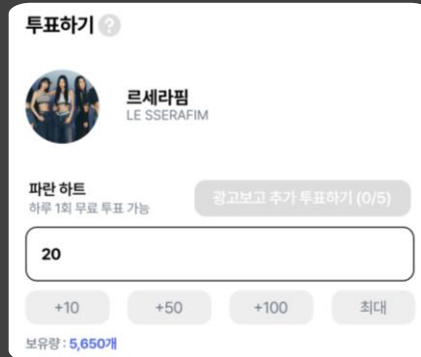 투표하기 ?
르세라핌
LE SSERAFIM
파란 하트
하루 1회 무료 투표 가능
광고보고 추가 투표하기 (0/5)
20
+10 +50 +100 최대
보유량 : 5,650개